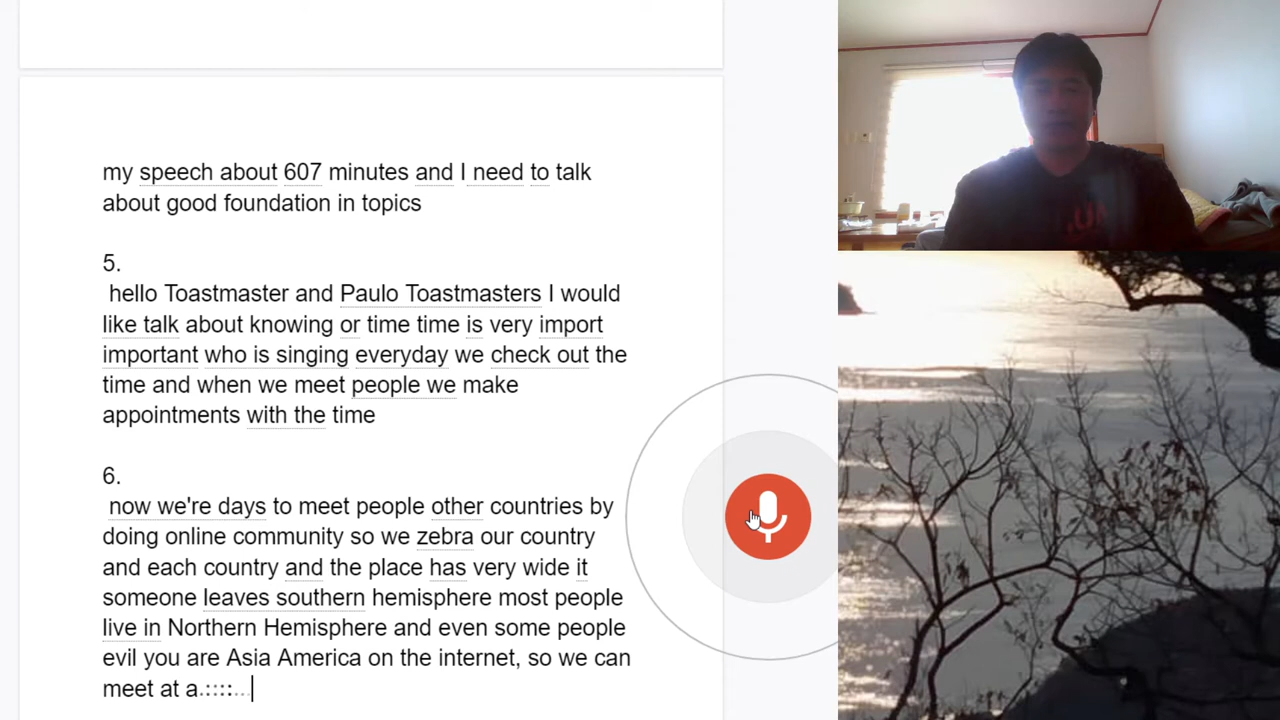 my speech about 607 minutes and I need to talk
about good foundation in topics
5.
hello Toastmaster and Paulo Toastmasters I would
like talk about knowing or time time is very import
important who is singing everyday we check out the
time and when we meet people we make
appointments with the time
6.
now we're days to meet people other countries by
doing online community so we zebra our country
and each country and the place has very wide it
someone leaves southern hemisphere most people
live in Northern Hemisphere and even some people
evil you are Asia America on the internet, so we can
meet at a